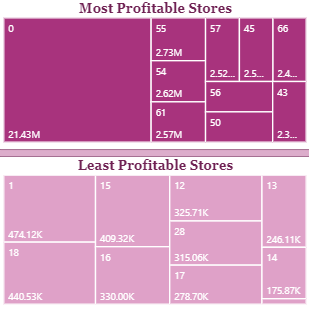 Most Profitable Stores
0
21.43M
55
2.73M
54
2.62M
61
2.57M
57
2.52...
45
2.5...
66
2.4...
56
50
43
2.3...
Least Profitable Stores
1
474.12K
18
440.53K
15
409.32K
16
330.00K
12
325.71K
28
315.06K
17
278.70K
13
246.11K
14
175.87K